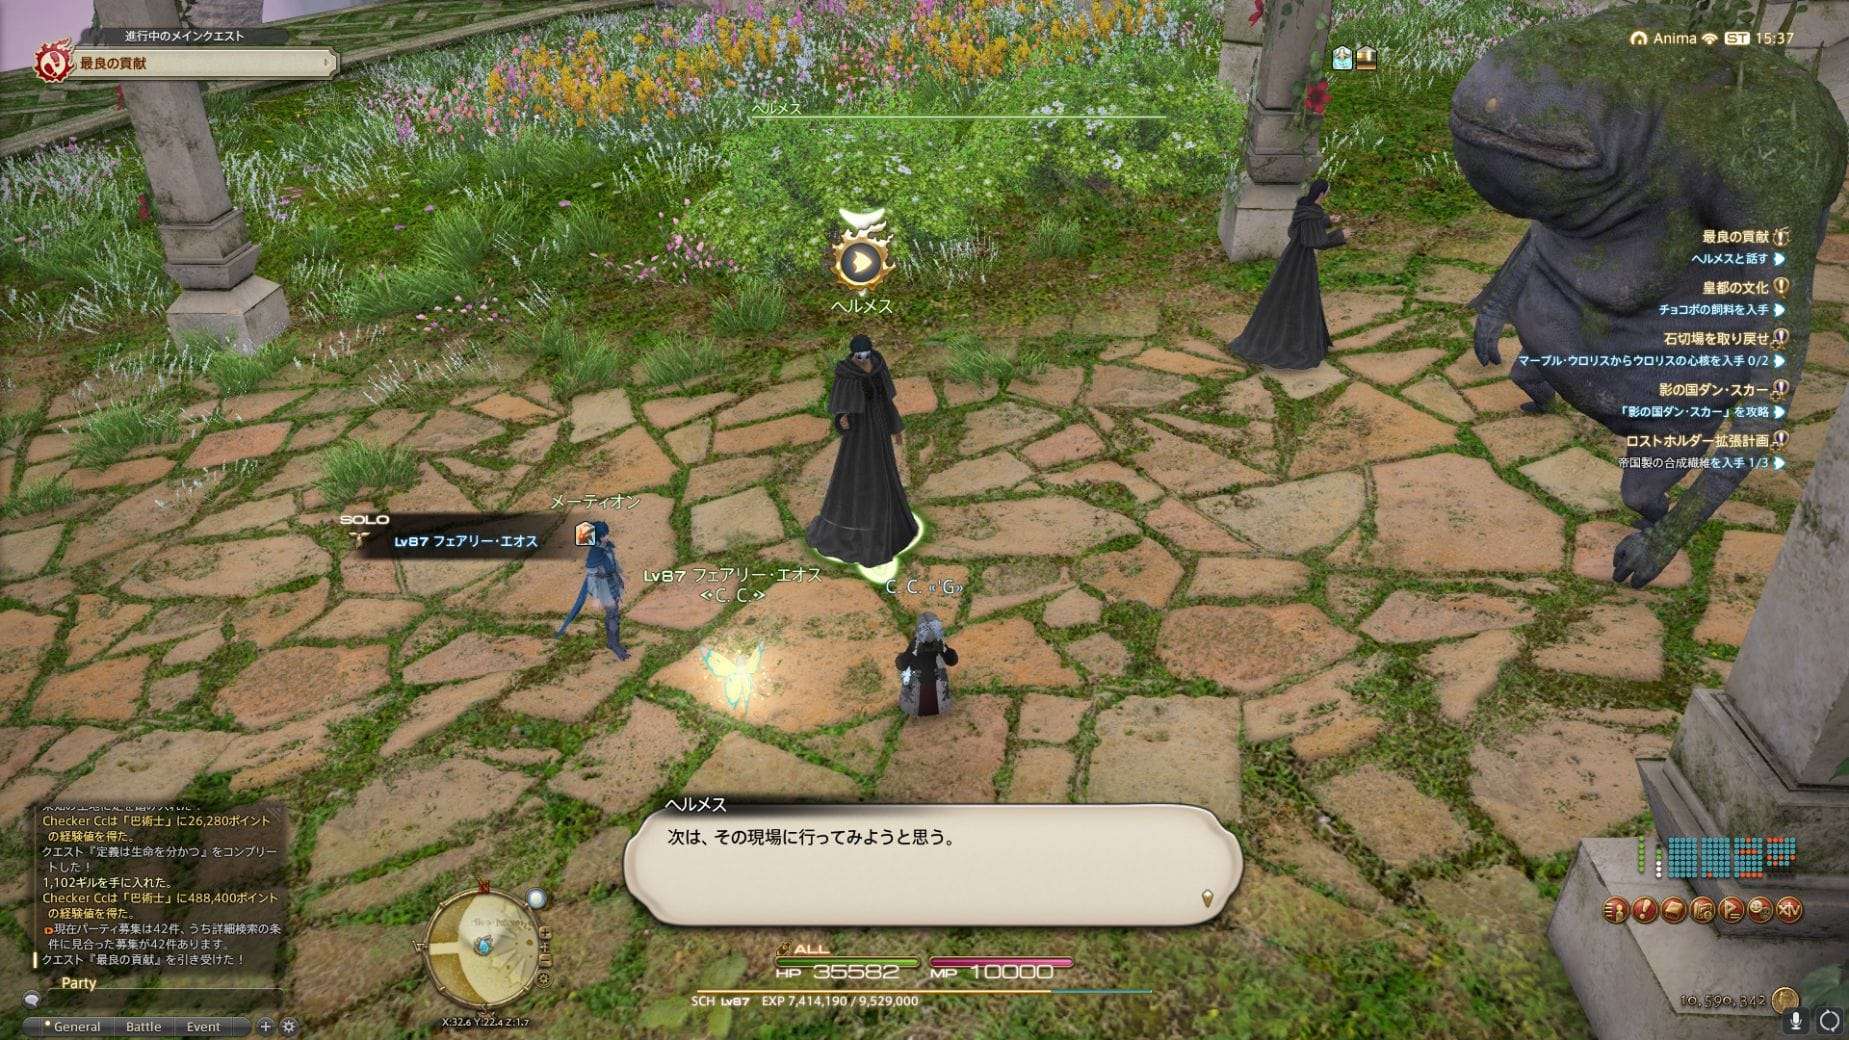 進行中のメインクエスト
最良の貢献
Anima ST 15:37
ヘルメス
最良の貢献
ヘルメスと話す
皇都の文化
チョコボの飼料を入手
石切場を取り戻せ
マーブル・ウロリスからウロリスの心核を入手 0/2
影の国ダン・スカー
「影の国ダン・スカー」を攻略
ロストホルダー拡張計画
帝国製の合成繊維を入手 1/3
ヘルメス
メーティオン
SOLO
Lv87 フェアリー・エオス
Lv87 フェアリー・エオス
<C. C.>
C. C. «'G»
ヘルメス
次は、その現場に行ってみようと思う。
Checker Ccは「巴術士」に26,280ポイント
の経験値を得た。
クエスト『定義は生命を分かつ』をコンプリー
トした！
1,102ギルを手に入れた。
Checker Ccは「巴術士」に488,400ポイント
の経験値を得た。
現在パーティ募集は42件、うち詳細検索の条
件に見合った募集が42件あります。
クエスト『最良の貢献』を引き受けた！
Party
General Battle Event
X:32.6 Y:22.4 Z:1.7
ALL
HP 35582 MP 10000
SCH Lv87 EXP 7,414,190 / 9,529,000
XIV
10,590,342